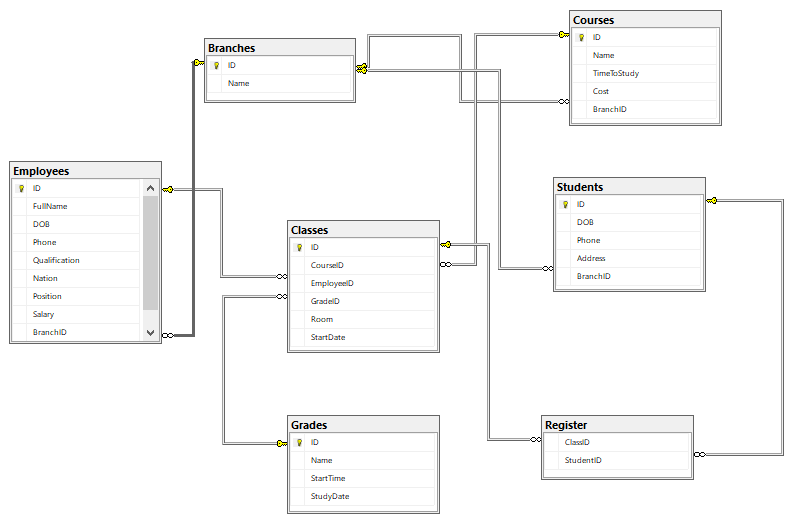 Courses
ID
Name
TimeToStudy
Cost
BranchID
Branches
ID
Name
Employees
ID
FullName
DOB
Phone
Qualification
Nation
Position
Salary
BranchID
Students
ID
DOB
Phone
Address
BranchID
Classes
ID
CourseID
EmployeeID
GradeID
Room
StartDate
Grades
ID
Name
StartTime
StudyDate
Register
ClassID
StudentID